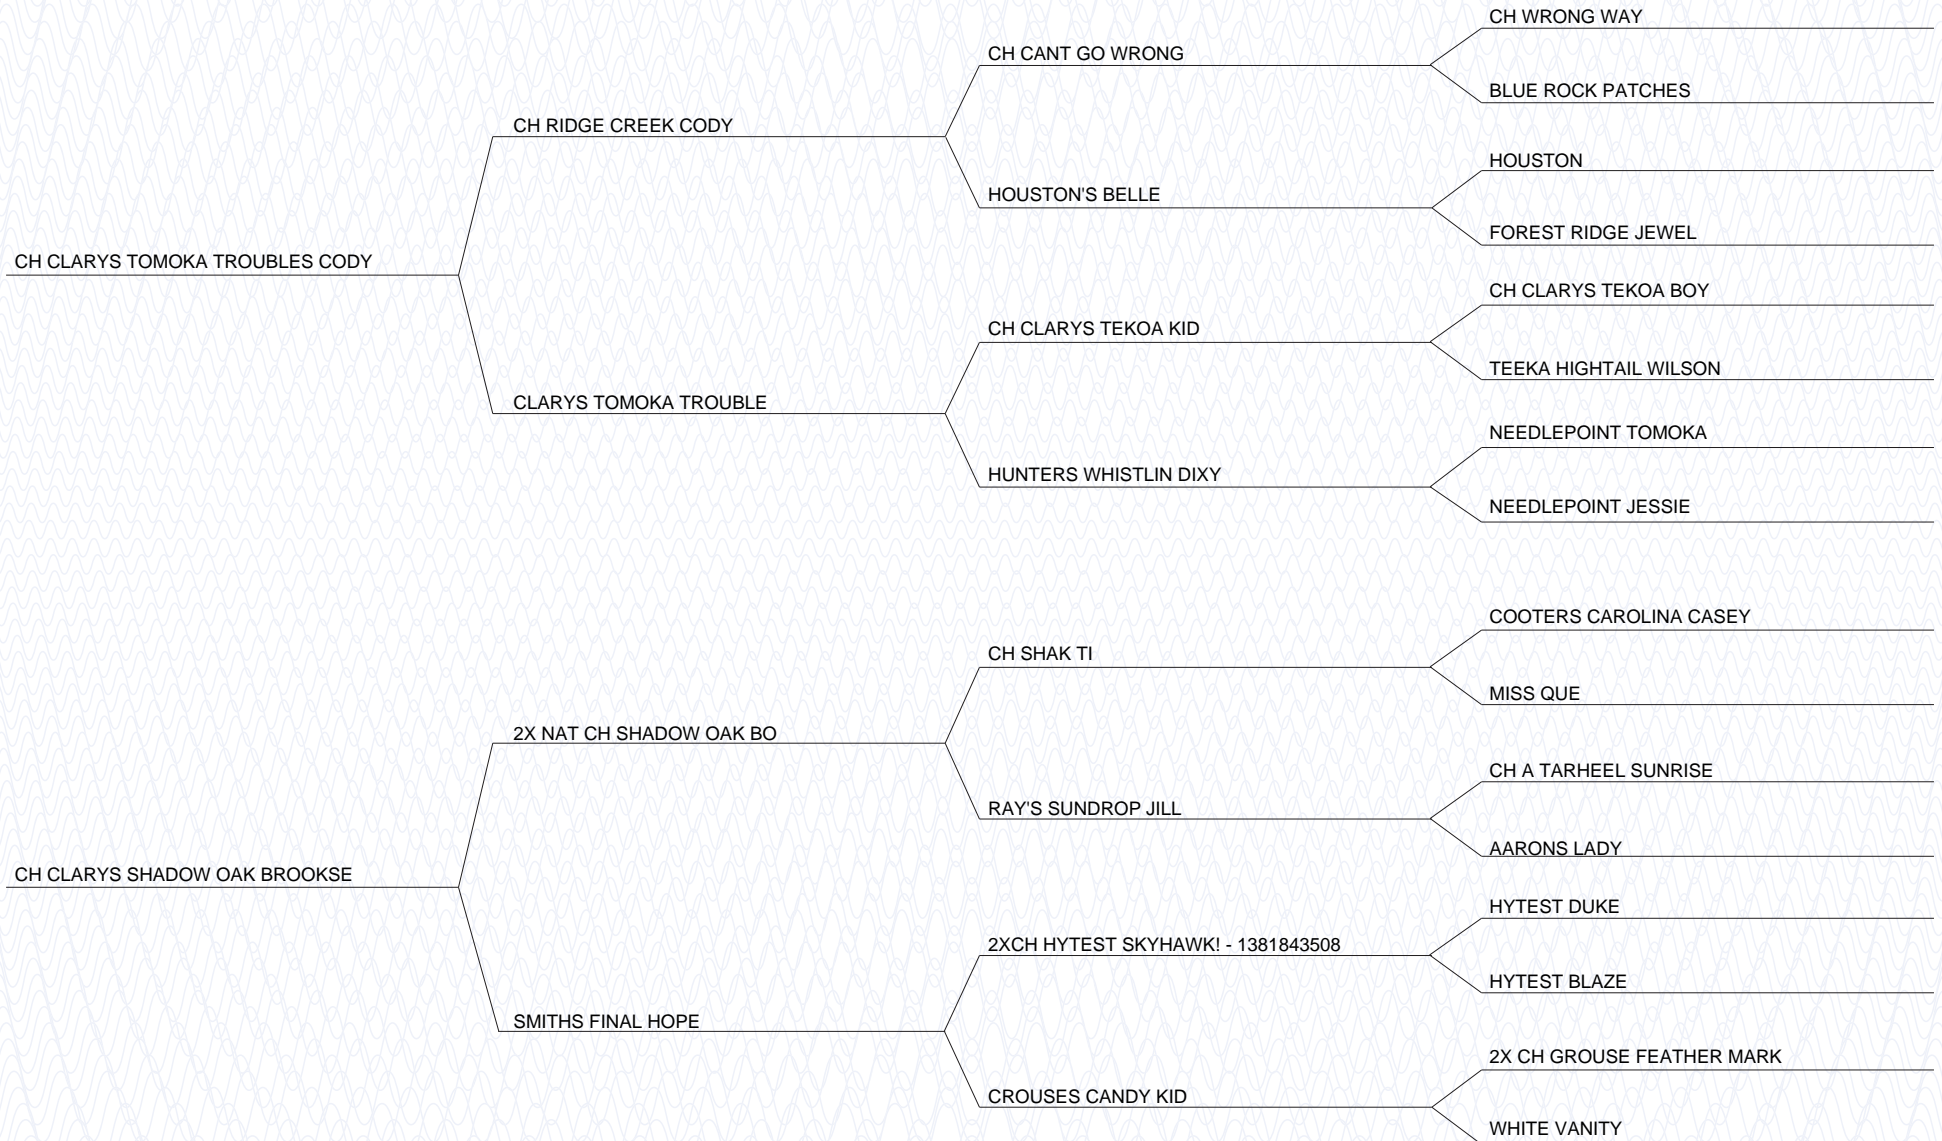 CH WRONG WAY
CH CANT GO WRONG
BLUE ROCK PATCHES
CH RIDGE CREEK CODY
HOUSTON
HOUSTON'S BELLE
FOREST RIDGE JEWEL
CH CLARYS TOMOKA TROUBLES CODY
CH CLARYS TEKOA BOY
CH CLARYS TEKOA KID
TEEKA HIGHTAIL WILSON
CLARYS TOMOKA TROUBLE
NEEDLEPOINT TOMOKA
HUNTERS WHISTLIN DIXY
NEEDLEPOINT JESSIE
COOTERS CAROLINA CASEY
CH SHAK TI
MISS QUE
2X NAT CH SHADOW OAK BO
CH A TARHEEL SUNRISE
RAY'S SUNDROP JILL
AARONS LADY
CH CLARYS SHADOW OAK BROOKSE
HYTEST DUKE
2XCH HYTEST SKYHAWK! - 1381843508
HYTEST BLAZE
SMITHS FINAL HOPE
2X CH GROUSE FEATHER MARK
CROUSES CANDY KID
WHITE VANITY